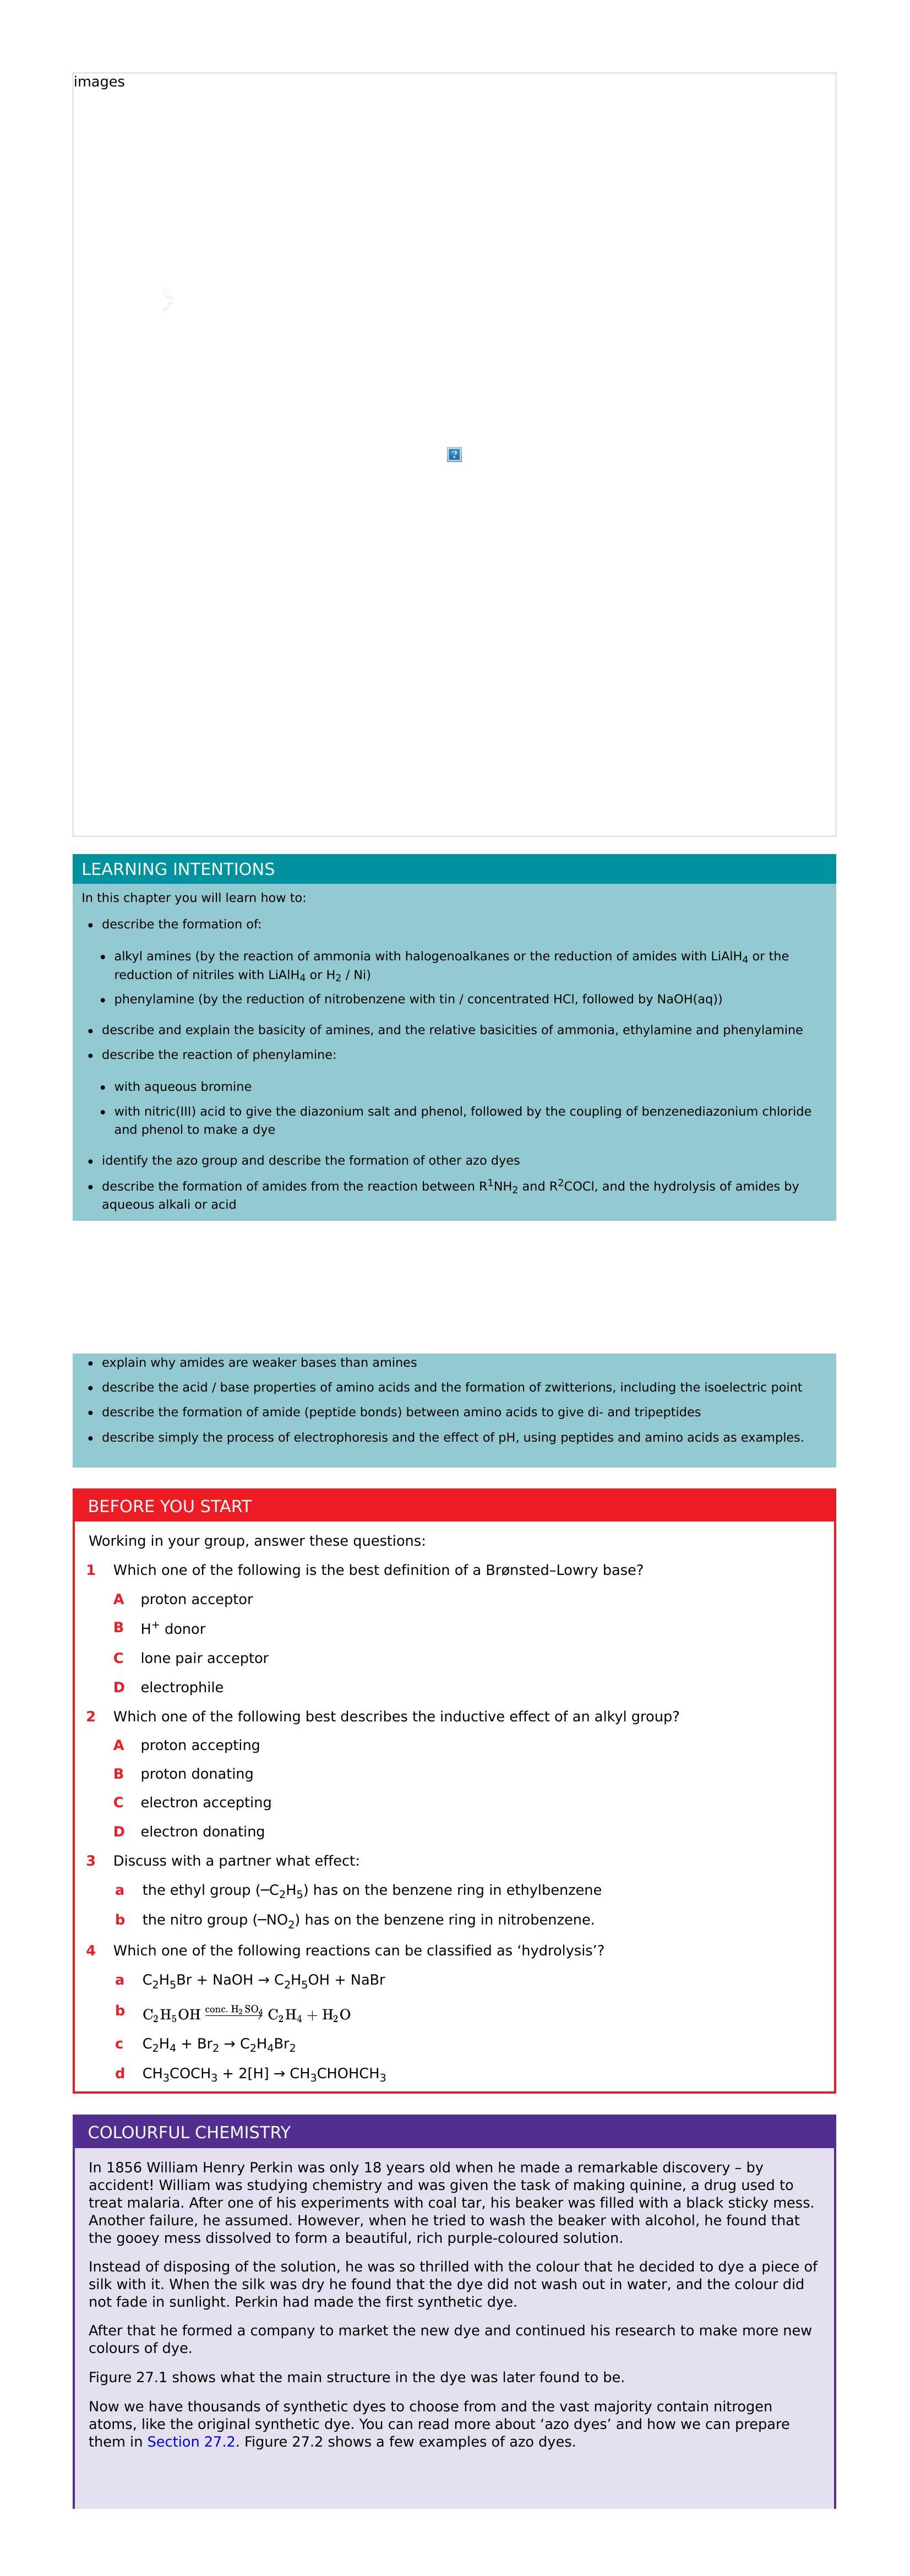 images
LEARNING INTENTIONS
In this chapter you will learn how to:
• describe the formation of:
• alkyl amines (by the reaction of ammonia with halogenoalkanes or the reduction of amides with LiAlH₄ or the
reduction of nitriles with LiAlH₄ or H₂ / Ni)
• phenylamine (by the reduction of nitrobenzene with tin / concentrated HCl, followed by NaOH(aq))
• describe and explain the basicity of amines, and the relative basicities of ammonia, ethylamine and phenylamine
• describe the reaction of phenylamine:
• with aqueous bromine
• with nitric(III) acid to give the diazonium salt and phenol, followed by the coupling of benzenediazonium chloride
and phenol to make a dye
• identify the azo group and describe the formation of other azo dyes
• describe the formation of amides from the reaction between R¹NH₂ and R²COCl, and the hydrolysis of amides by
aqueous alkali or acid
• explain why amides are weaker bases than amines
• describe the acid / base properties of amino acids and the formation of zwitterions, including the isoelectric point
• describe the formation of amide (peptide bonds) between amino acids to give di- and tripeptides
• describe simply the process of electrophoresis and the effect of pH, using peptides and amino acids as examples.
BEFORE YOU START
Working in your group, answer these questions:
1 Which one of the following is the best definition of a Brønsted–Lowry base?
A proton acceptor
B H⁺ donor
C lone pair acceptor
D electrophile
2 Which one of the following best describes the inductive effect of an alkyl group?
A proton accepting
B proton donating
C electron accepting
D electron donating
3 Discuss with a partner what effect:
a the ethyl group (─C₂H₅) has on the benzene ring in ethylbenzene
b the nitro group (─NO₂) has on the benzene ring in nitrobenzene.
4 Which one of the following reactions can be classified as ‘hydrolysis’?
a C₂H₅Br + NaOH → C₂H₅OH + NaBr
b C₂H₅OH conc. H₂SO₄→ C₂H₄ + H₂O
c C₂H₄ + Br₂ → C₂H₄Br₂
d CH₃COCH₃ + 2[H] → CH₃CHOHCH₃
COLOURFUL CHEMISTRY
In 1856 William Henry Perkin was only 18 years old when he made a remarkable discovery – by
accident! William was studying chemistry and was given the task of making quinine, a drug used to
treat malaria. After one of his experiments with coal tar, his beaker was filled with a black sticky mess.
Another failure, he assumed. However, when he tried to wash the beaker with alcohol, he found that
the gooey mess dissolved to form a beautiful, rich purple-coloured solution.
Instead of disposing of the solution, he was so thrilled with the colour that he decided to dye a piece of
silk with it. When the silk was dry he found that the dye did not wash out in water, and the colour did
not fade in sunlight. Perkin had made the first synthetic dye.
After that he formed a company to market the new dye and continued his research to make more new
colours of dye.
Figure 27.1 shows what the main structure in the dye was later found to be.
Now we have thousands of synthetic dyes to choose from and the vast majority contain nitrogen
atoms, like the original synthetic dye. You can read more about ‘azo dyes’ and how we can prepare
them in Section 27.2. Figure 27.2 shows a few examples of azo dyes.